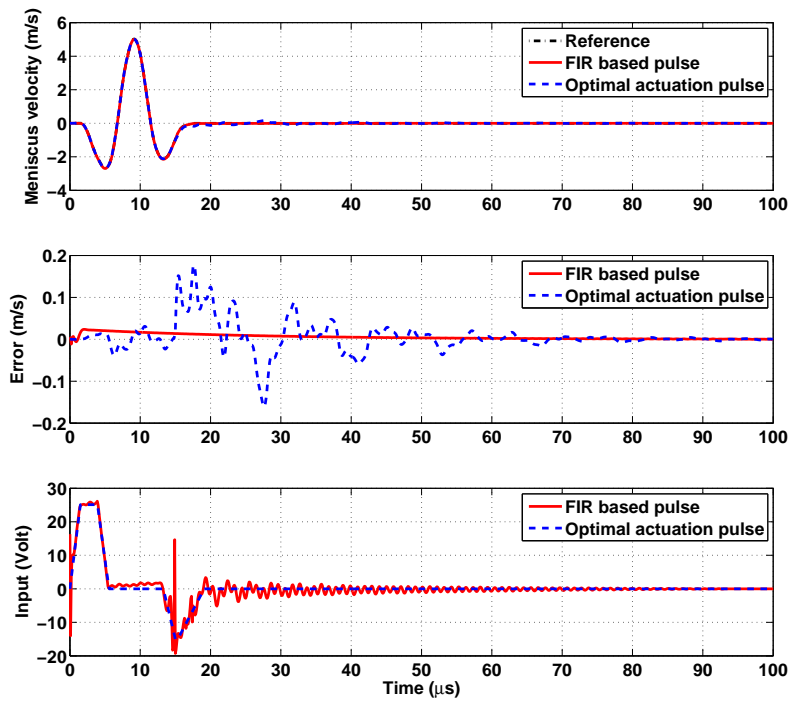 Meniscus velocity (m/s)
6
4
2
0
−2
−4
Reference
FIR based pulse
Optimal actuation pulse
0 10 20 30 40 50 60 70 80 90 100
Error (m/s)
0.2
0.1
0
−0.1
−0.2
FIR based pulse
Optimal actuation pulse
0 10 20 30 40 50 60 70 80 90 100
Input (Volt)
30
20
10
0
−10
−20
FIR based pulse
Optimal actuation pulse
0 10 20 30 40 50 60 70 80 90 100
Time (μs)